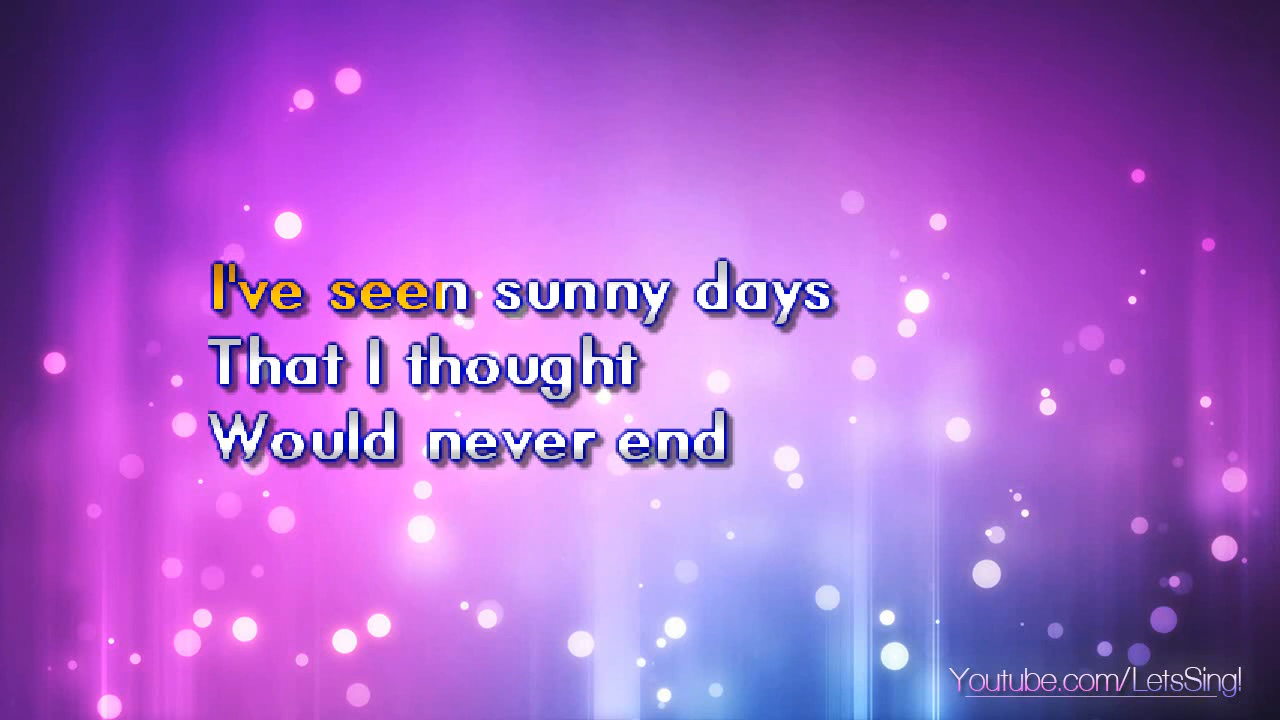 I've seen sunny days
That I thought
Would never end
Youtube.com/LetsSing!